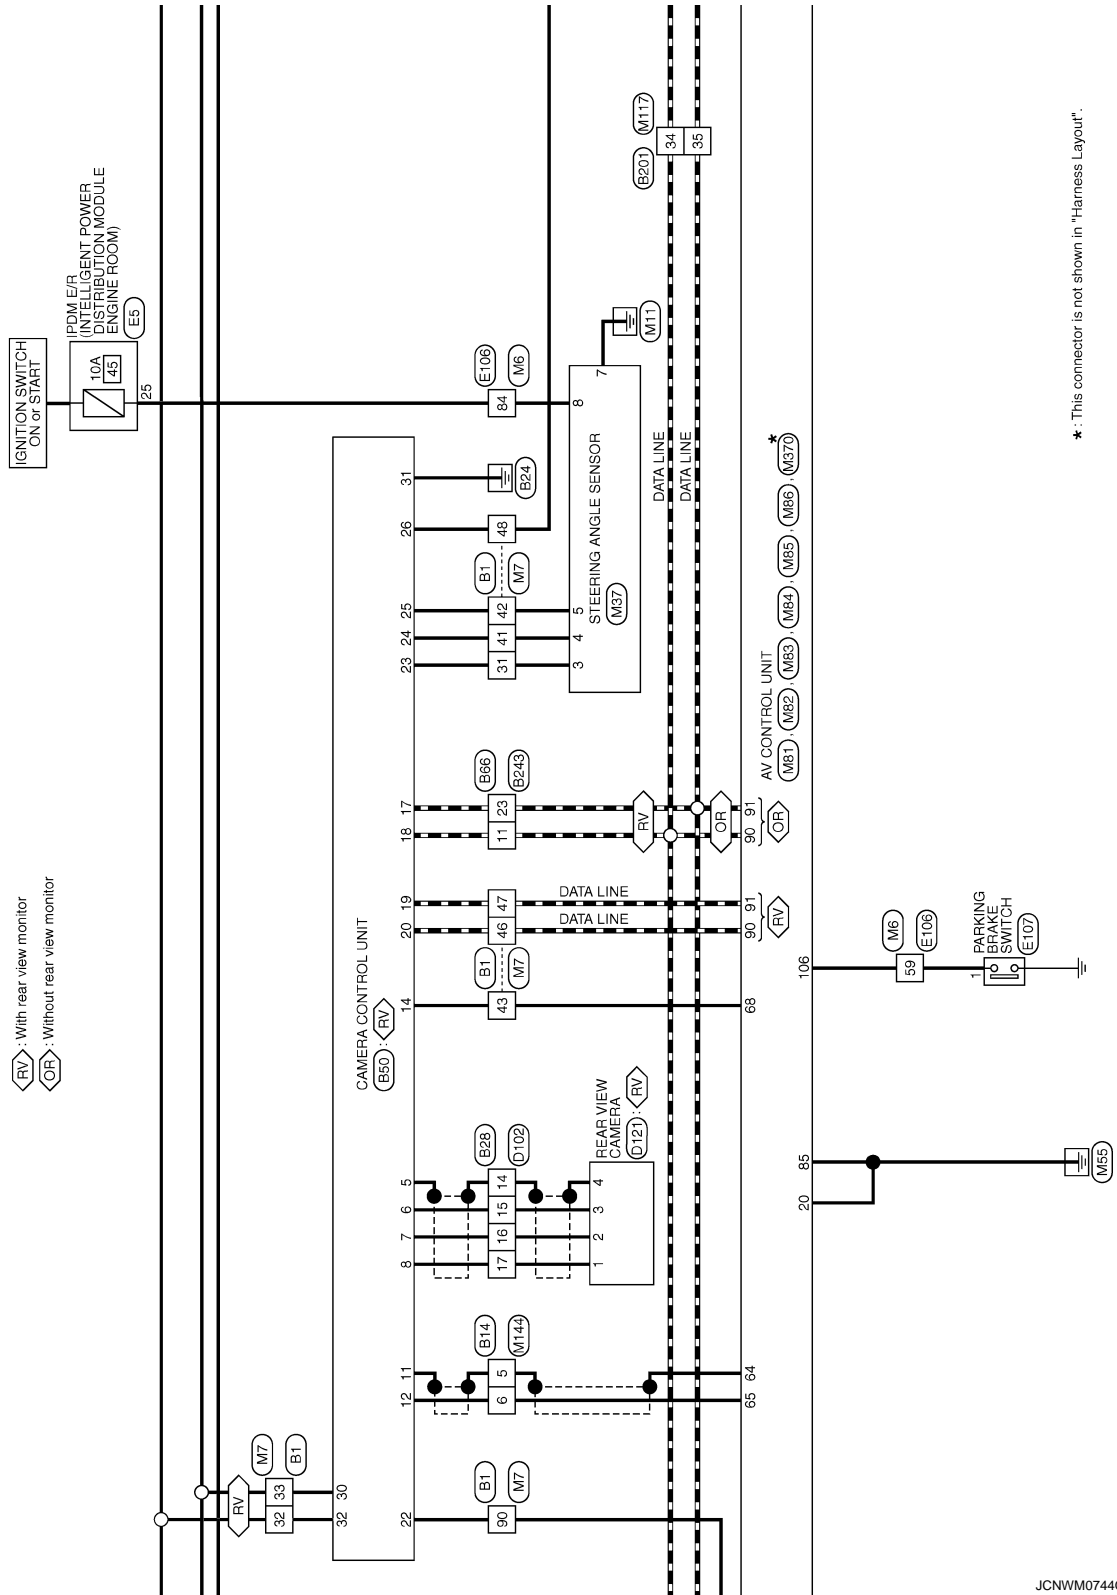 RV : With rear view monitor
OR : Without rear view monitor
IGNITION SWITCH
ON or START
IPDM E/R
(INTELLIGENT POWER
DISTRIBUTION MODULE
ENGINE ROOM)
E5
10A
45
25
RV
M7
B1
32 33
32 30
CAMERA CONTROL UNIT
B50 : RV
22 12 11 8 7 6 5 14 20 19 18 17 23 24 25 26 31
B1
M7
90
B14
M144
6 5
B28
D102
17 16 15 14
B1
M7
43 46 47
B66
B243
11 23
B1
M7
31 41 42 48
B24
E106
M6
84
REAR VIEW
CAMERA
D121 : RV
1 2 3 4
DATA LINE
DATA LINE
RV
3 4 5 8 7
STEERING ANGLE SENSOR
M37
M11
B201
M117
34
35
DATA LINE
DATA LINE
OR
65 64 68 90 91 90 91
RV
OR
AV CONTROL UNIT
M81 , M82 , M83 , M84 , M85 , M86 , M370 *
20 85 106
M6
E106
59
1
PARKING
BRAKE
SWITCH
E107
M55
* : This connector is not shown in "Harness Layout".